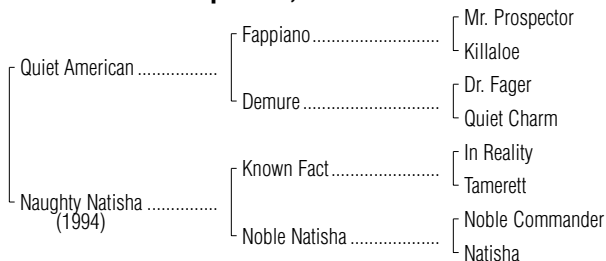 Mr. Prospector
Fappiano
Killaloe
Quiet American
Dr. Fager
Demure
Quiet Charm
In Reality
Known Fact
Tamerett
Naughty Natisha
(1994)
Noble Commander
Noble Natisha
Natisha